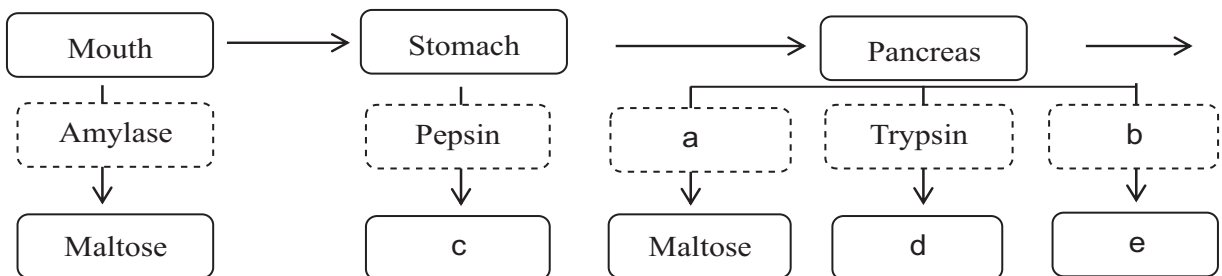 Mouth
Stomach
Pancreas
Amylase
Pepsin
a
Trypsin
b
Maltose
c
Maltose
d
e